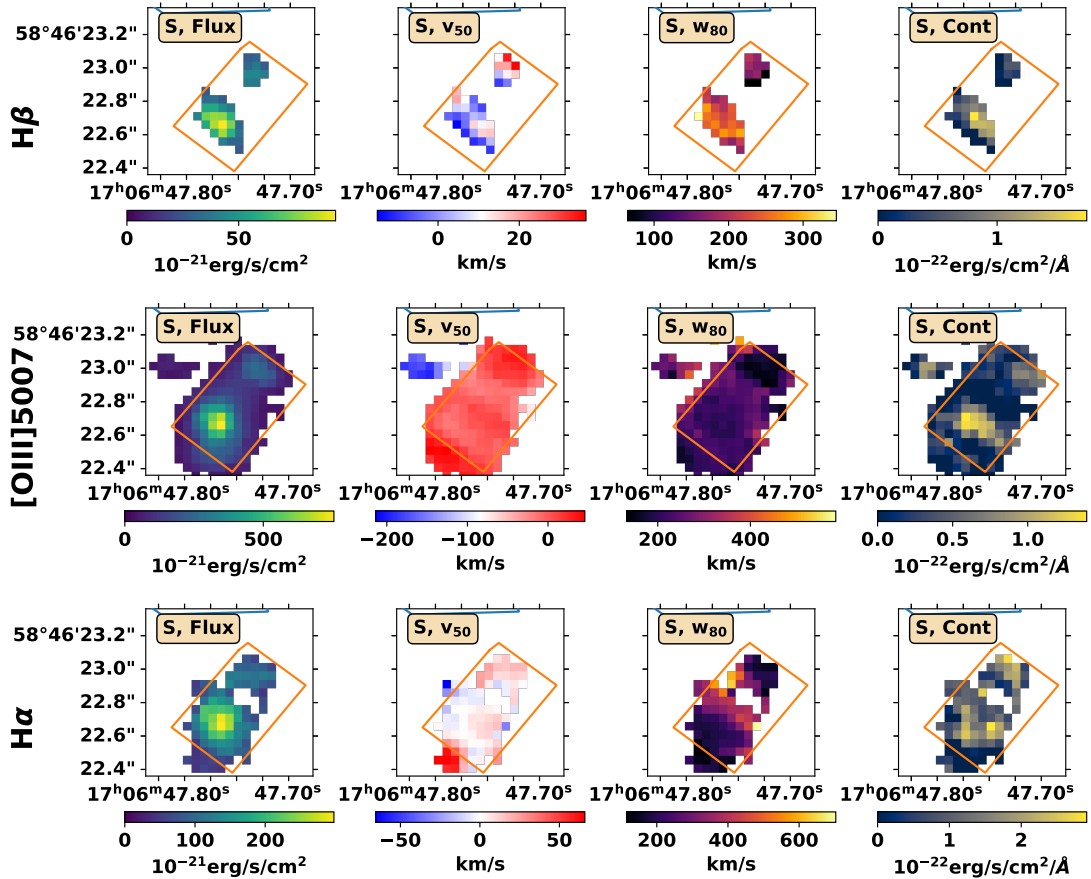 S, Flux S, v50 S, w80 S, Cont
58°46'23.2"
23.0"
22.8"
22.6"
22.4"
Hβ
17h06m47.80s 47.70s 17h06m47.80s 47.70s 17h06m47.80s 47.70s 17h06m47.80s 47.70s
0 50 0 20 100 200 300 0 1
10−21erg/s/cm2 km/s km/s 10−22erg/s/cm2/Å
S, Flux S, v50 S, w80 S, Cont
58°46'23.2"
23.0"
22.8"
22.6"
22.4"
[OIII]5007
17h06m47.80s 47.70s 17h06m47.80s 47.70s 17h06m47.80s 47.70s 17h06m47.80s 47.70s
0 500 −200 −100 0 200 400 0.0 0.5 1.0
10−21erg/s/cm2 km/s km/s 10−22erg/s/cm2/Å
S, Flux S, v50 S, w80 S, Cont
58°46'23.2"
23.0"
22.8"
22.6"
22.4"
Hα
17h06m47.80s 47.70s 17h06m47.80s 47.70s 17h06m47.80s 47.70s 17h06m47.80s 47.70s
0 100 200 −50 0 50 200 400 600 0 1 2
10−21erg/s/cm2 km/s km/s 10−22erg/s/cm2/Å